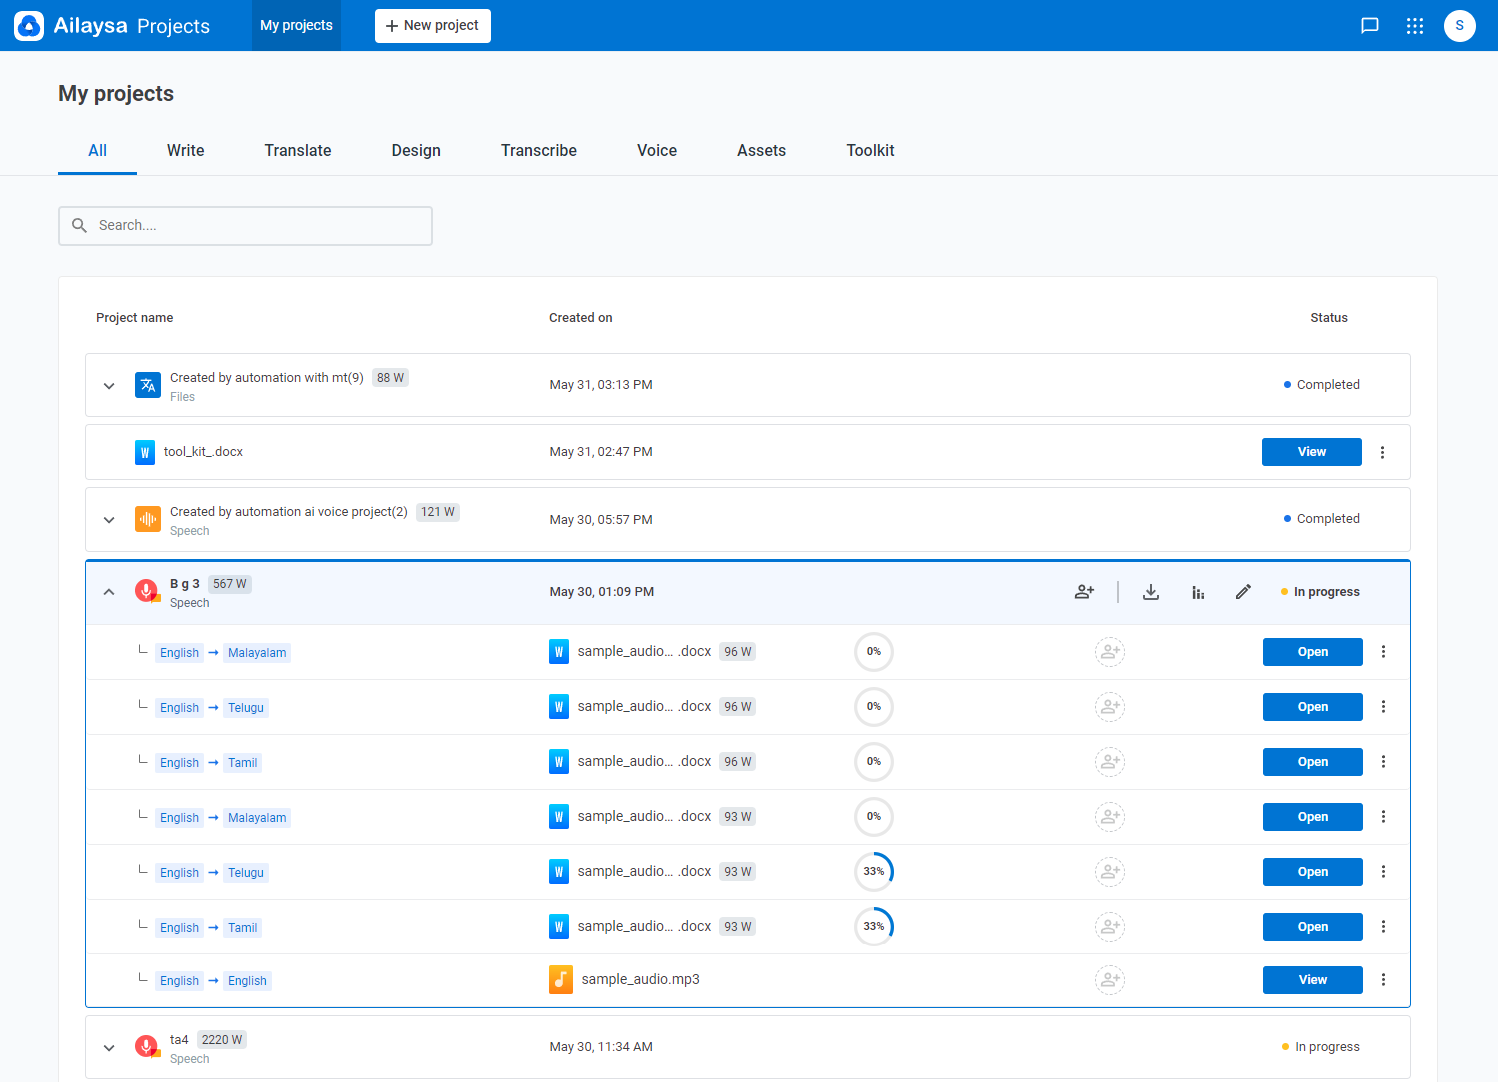 Ailaysa Projects My projects + New project S
My projects
All Write Translate Design Transcribe Voice Assets Toolkit
Search....
Project name Created on Status
Created by automation with mt(9) 88 W May 31, 03:13 PM Completed
Files
W tool_kit_.docx May 31, 02:47 PM View
Created by automation ai voice project(2) 121 W May 30, 05:57 PM Completed
Speech
B g 3 567 W May 30, 01:09 PM In progress
Speech
English → Malayalam W sample_audio... .docx 96 W 0% Open
English → Telugu W sample_audio... .docx 96 W 0% Open
English → Tamil W sample_audio... .docx 96 W 0% Open
English → Malayalam W sample_audio... .docx 93 W 0% Open
English → Telugu W sample_audio... .docx 93 W 33% Open
English → Tamil W sample_audio... .docx 93 W 33% Open
English → English sample_audio.mp3 View
ta4 2220 W May 30, 11:34 AM In progress
Speech